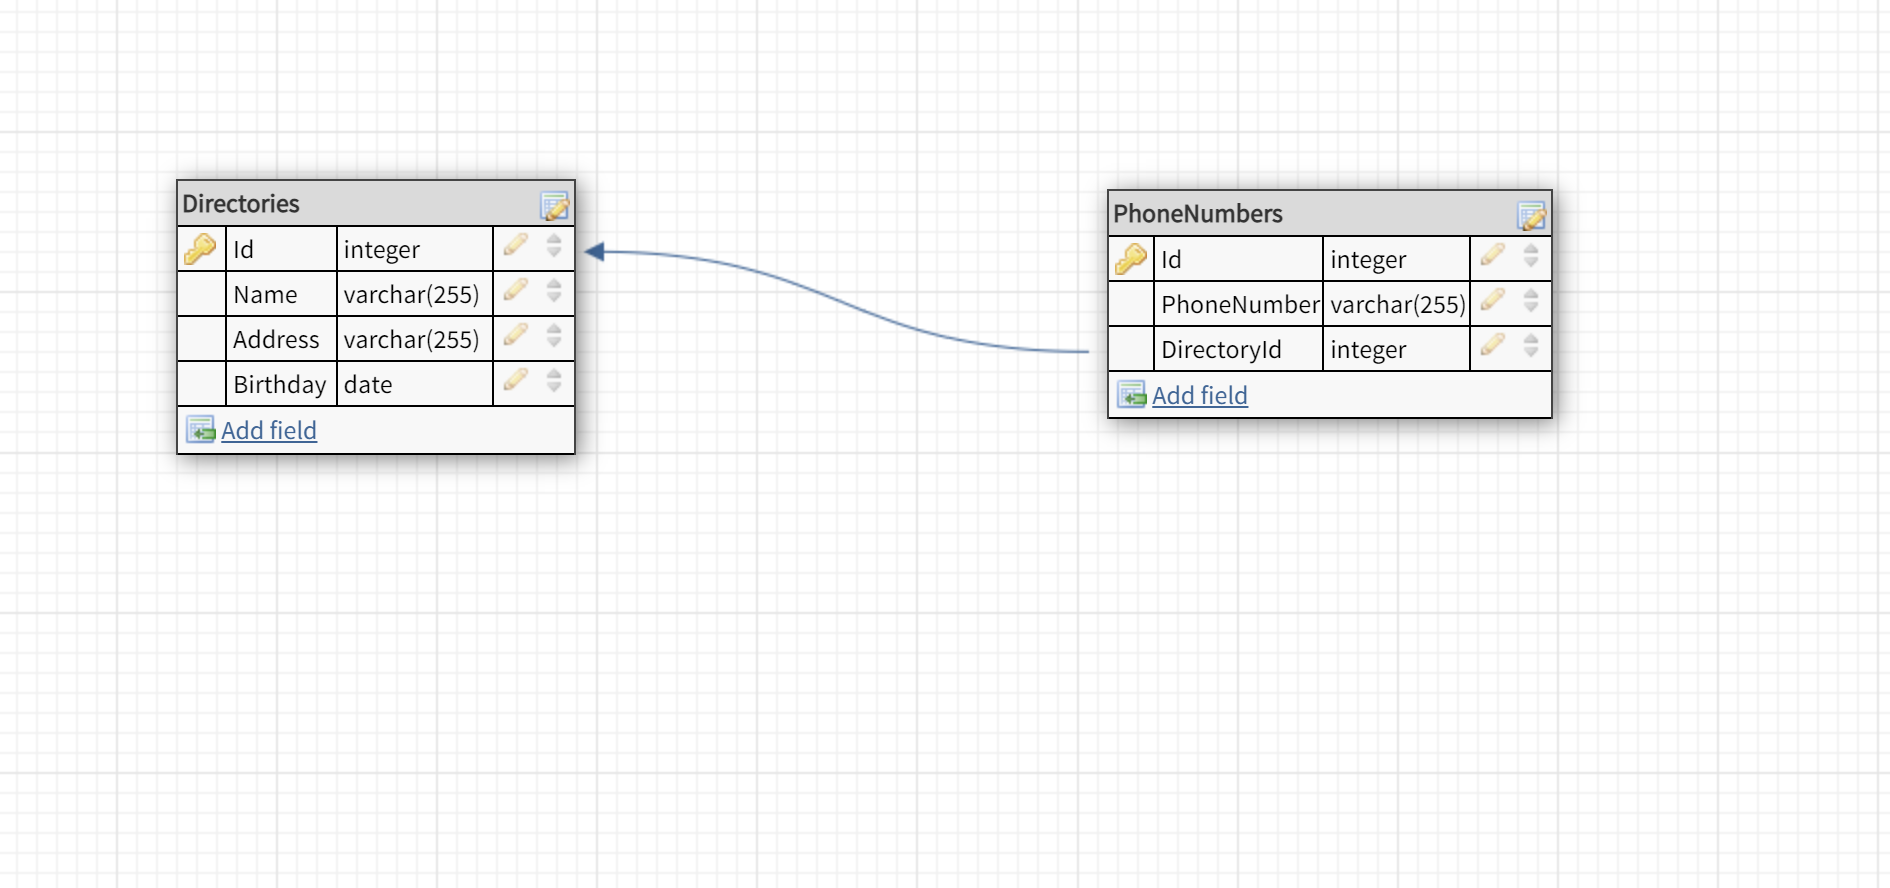 Directories
Id integer
Name varchar(255)
Address varchar(255)
Birthday date
Add field
PhoneNumbers
Id integer
PhoneNumber varchar(255)
DirectoryId integer
Add field